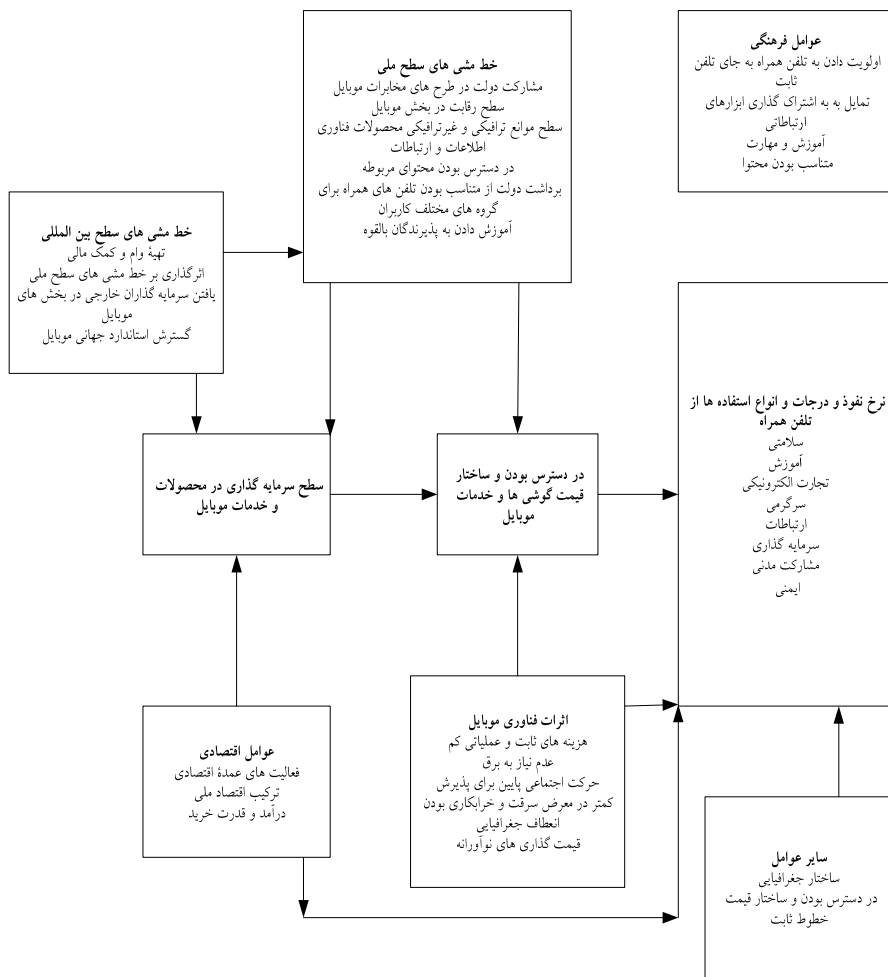 خط مشی های سطح ملی
مشارکت دولت در طرح های مخابرات موبایل
سطح رقابت در بخش موبایل
سطح موانع ترافیکی و غیرترافیکی محصولات فناوری
اطلاعات و ارتباطات
در دسترس بودن محتوای مربوطه
برداشت دولت از متناسب بودن تلفن های همراه برای
گروه های مختلف کاربران
آموزش دادن به پذیرندگان بالقوه
عوامل فرهنگی
اولویت دادن به تلفن همراه به جای تلفن
ثابت
تمایل به به اشتراک گذاری ابزارهای
ارتباطاتی
آموزش و مهارت
متناسب بودن محتوا
خط مشی های سطح بین المللی
تهیۀ وام و کمک مالی
اثرگذاری بر خط مشی های سطح ملی
یافتن سرمایه گذاران خارجی در بخش های
موبایل
گسترش استاندارد جهانی موبایل
نرخ نفوذ و درجات و انواع استفاده ها از
تلفن همراه
سلامتی
آموزش
تجارت الکترونیکی
سرگرمی
ارتباطات
سرمایه گذاری
مشارکت مدنی
ایمنی
در دسترس بودن و ساختار
قیمت گوشی ها و خدمات
موبایل
سطح سرمایه گذاری در محصولات
و خدمات موبایل
اثرات فناوری موبایل
هزینه های ثابت و عملیاتی کم
عدم نیاز به برق
حرکت اجتماعی پایین برای پذیرش
کمتر در معرض سرقت و خرابکاری بودن
انعطاف جغرافیایی
قیمت گذاری های نوآورانه
عوامل اقتصادی
فعالیت های عمدۀ اقتصادی
ترکیب اقتصاد ملی
درآمد و قدرت خرید
سایر عوامل
ساختار جغرافیایی
در دسترس بودن و ساختار قیمت
خطوط ثابت